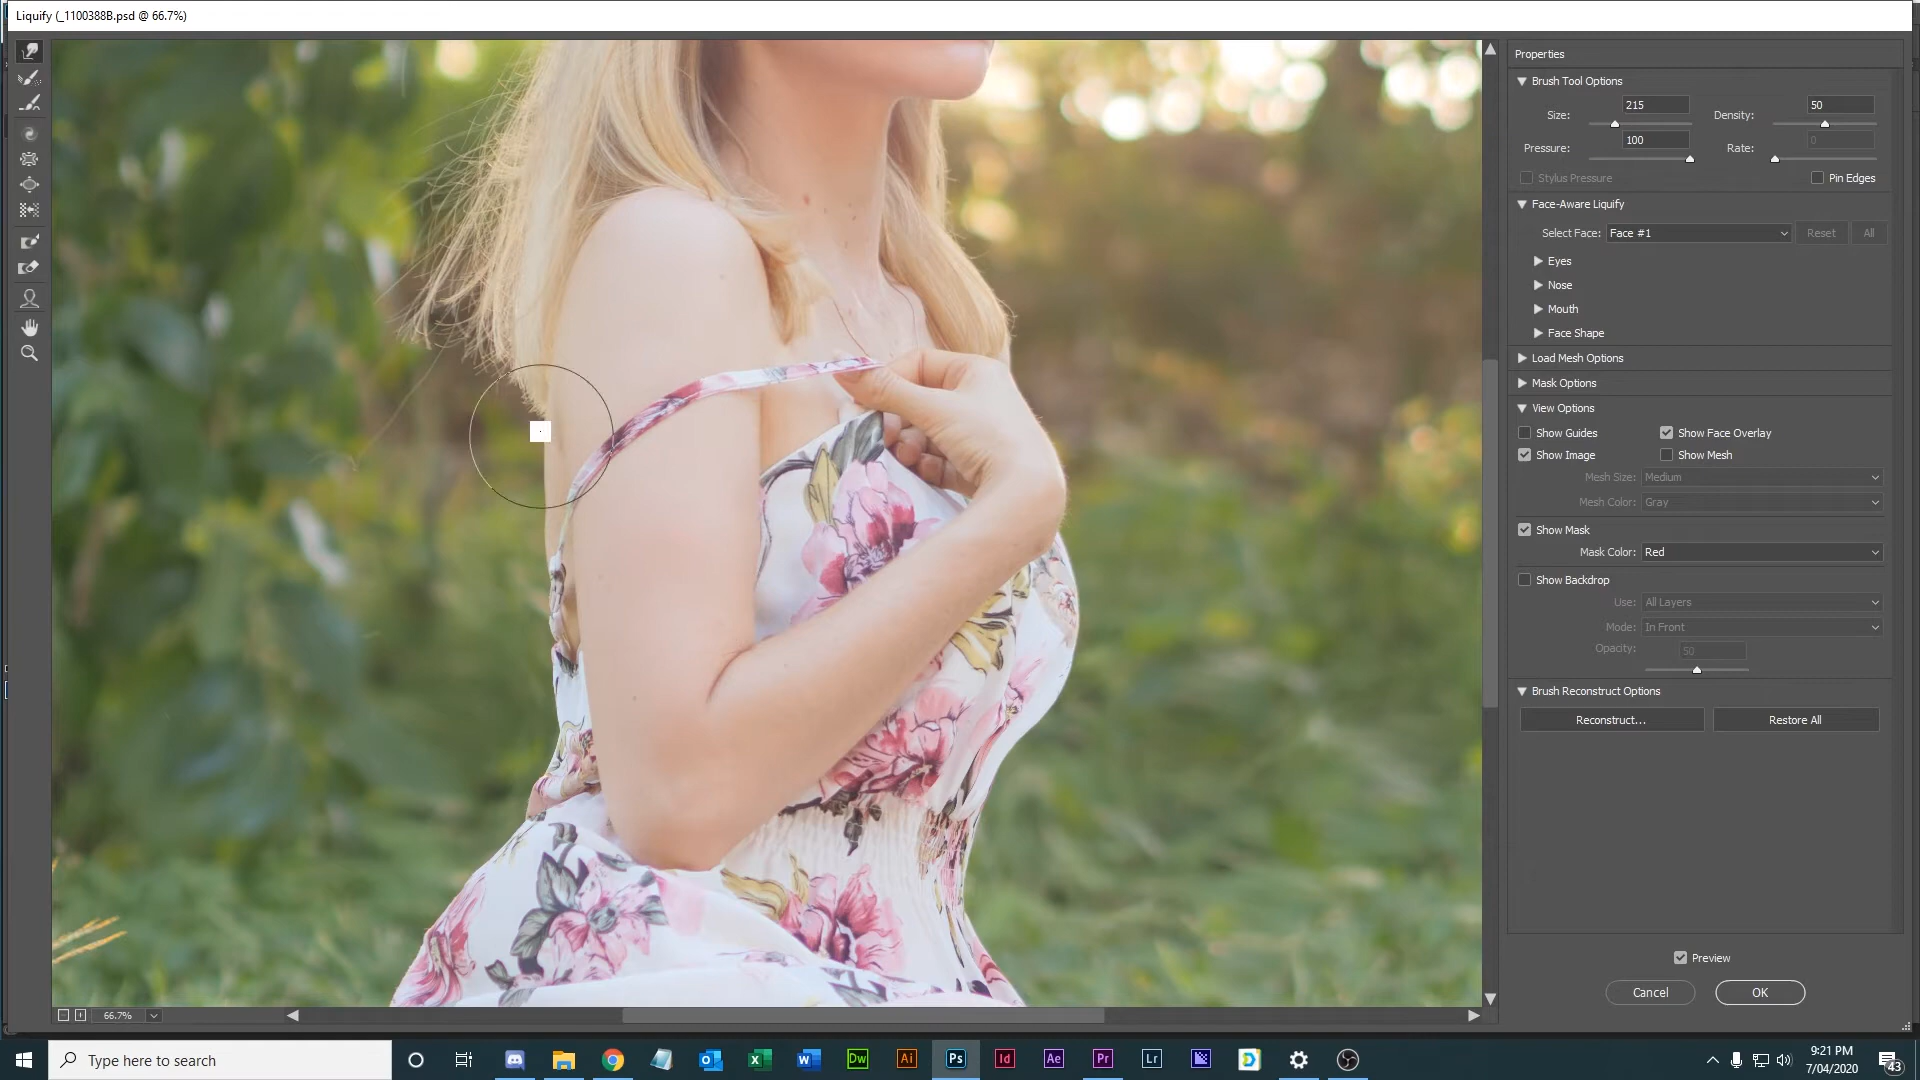 Liquify (_1100388B.psd @ 66.7%)
Properties
Brush Tool Options
Size: 215 Density: 50
Pressure: 100 Rate: 0
Stylus Pressure Pin Edges
Face-Aware Liquify
Select Face: Face #1 Reset All
Eyes
Nose
Mouth
Face Shape
Load Mesh Options
Mask Options
View Options
Show Guides Show Face Overlay
Show Image Show Mesh
Mesh Size: Medium
Mesh Color: Gray
Show Mask
Mask Color: Red
Show Backdrop
Use: All Layers
Mode: In Front
Opacity: 50
Brush Reconstruct Options
Reconstruct... Restore All
Preview
Cancel OK
66.7%
Type here to search
Dw Ai Ps Id Ae Pr Lr
9:21 PM
7/04/2020
43